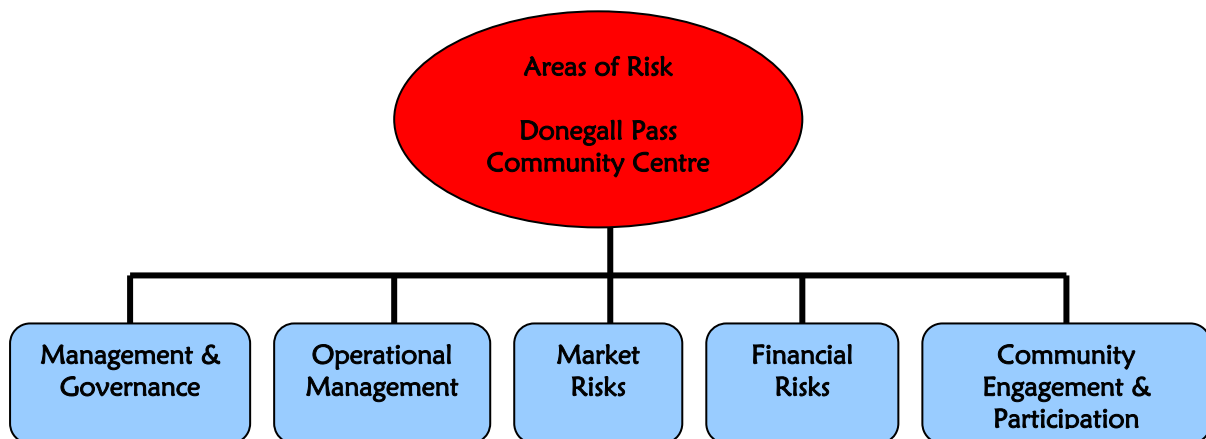 Areas of Risk
Donegall Pass
Community Centre
Management &
Governance
Operational
Management
Market
Risks
Financial
Risks
Community
Engagement &
Participation